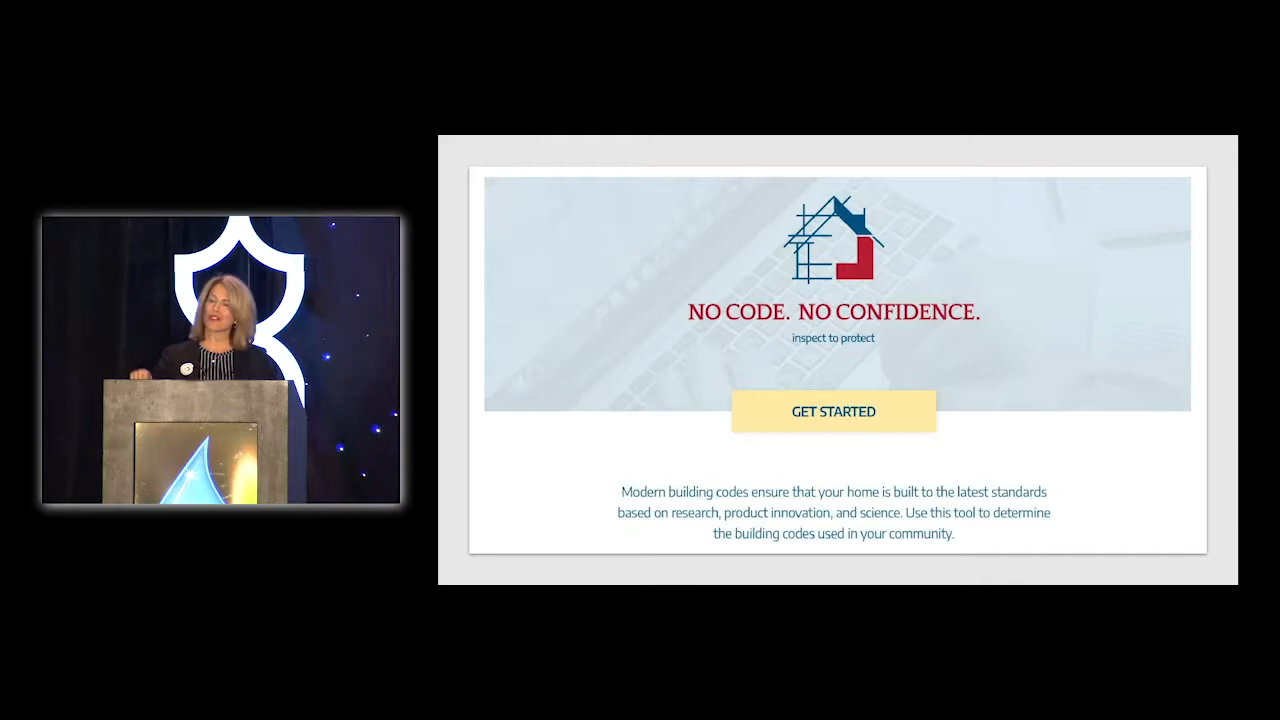 NO CODE. NO CONFIDENCE.
inspect to protect
GET STARTED
Modern building codes ensure that your home is built to the latest standards
based on research, product innovation, and science. Use this tool to determine
the building codes used in your community.